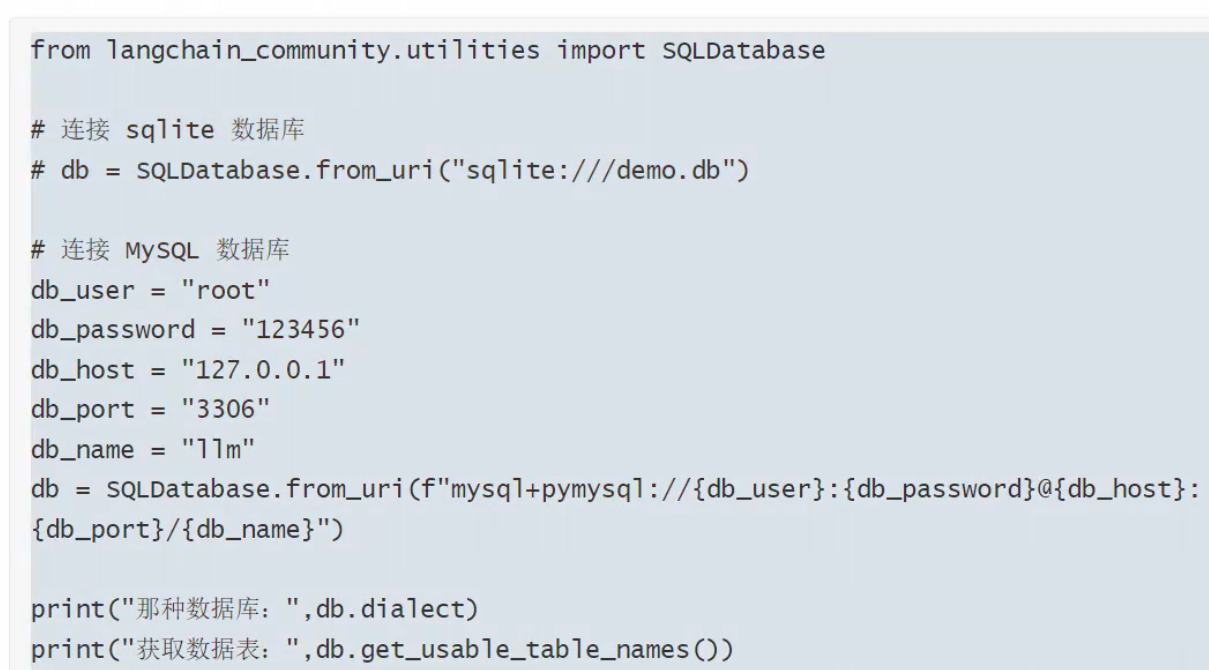 from langchain_community.utilities import SQLDatabase
# 连接 sqlite 数据库
# db = SQLDatabase.from_uri("sqlite:///demo.db")
# 连接 MySQL 数据库
db_user = "root"
db_password = "123456"
db_host = "127.0.0.1"
db_port = "3306"
db_name = "llm"
db = SQLDatabase.from_uri(f"mysql+pymysql://{db_user}:{db_password}@{db_host}:
{db_port}/{db_name}")
print("那种数据库：",db.dialect)
print("获取数据表：",db.get_usable_table_names())